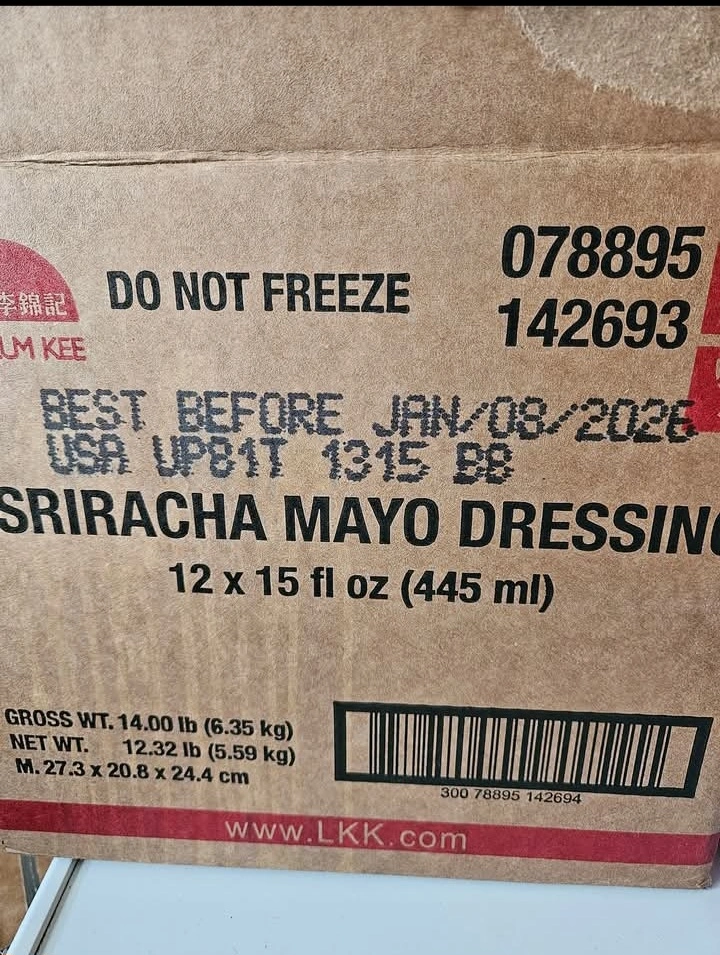 078895
DO NOT FREEZE
142693
李錦記
UM KEE
BEST BEFORE JAN/08/2026
USA UP81T 1315 BB
SRIRACHA MAYO DRESSING
12 x 15 fl oz (445 ml)
GROSS WT. 14.00 lb (6.35 kg)
NET WT. 12.32 lb (5.59 kg)
M. 27.3 x 20.8 x 24.4 cm
300 78895 142694
www.LKK.com